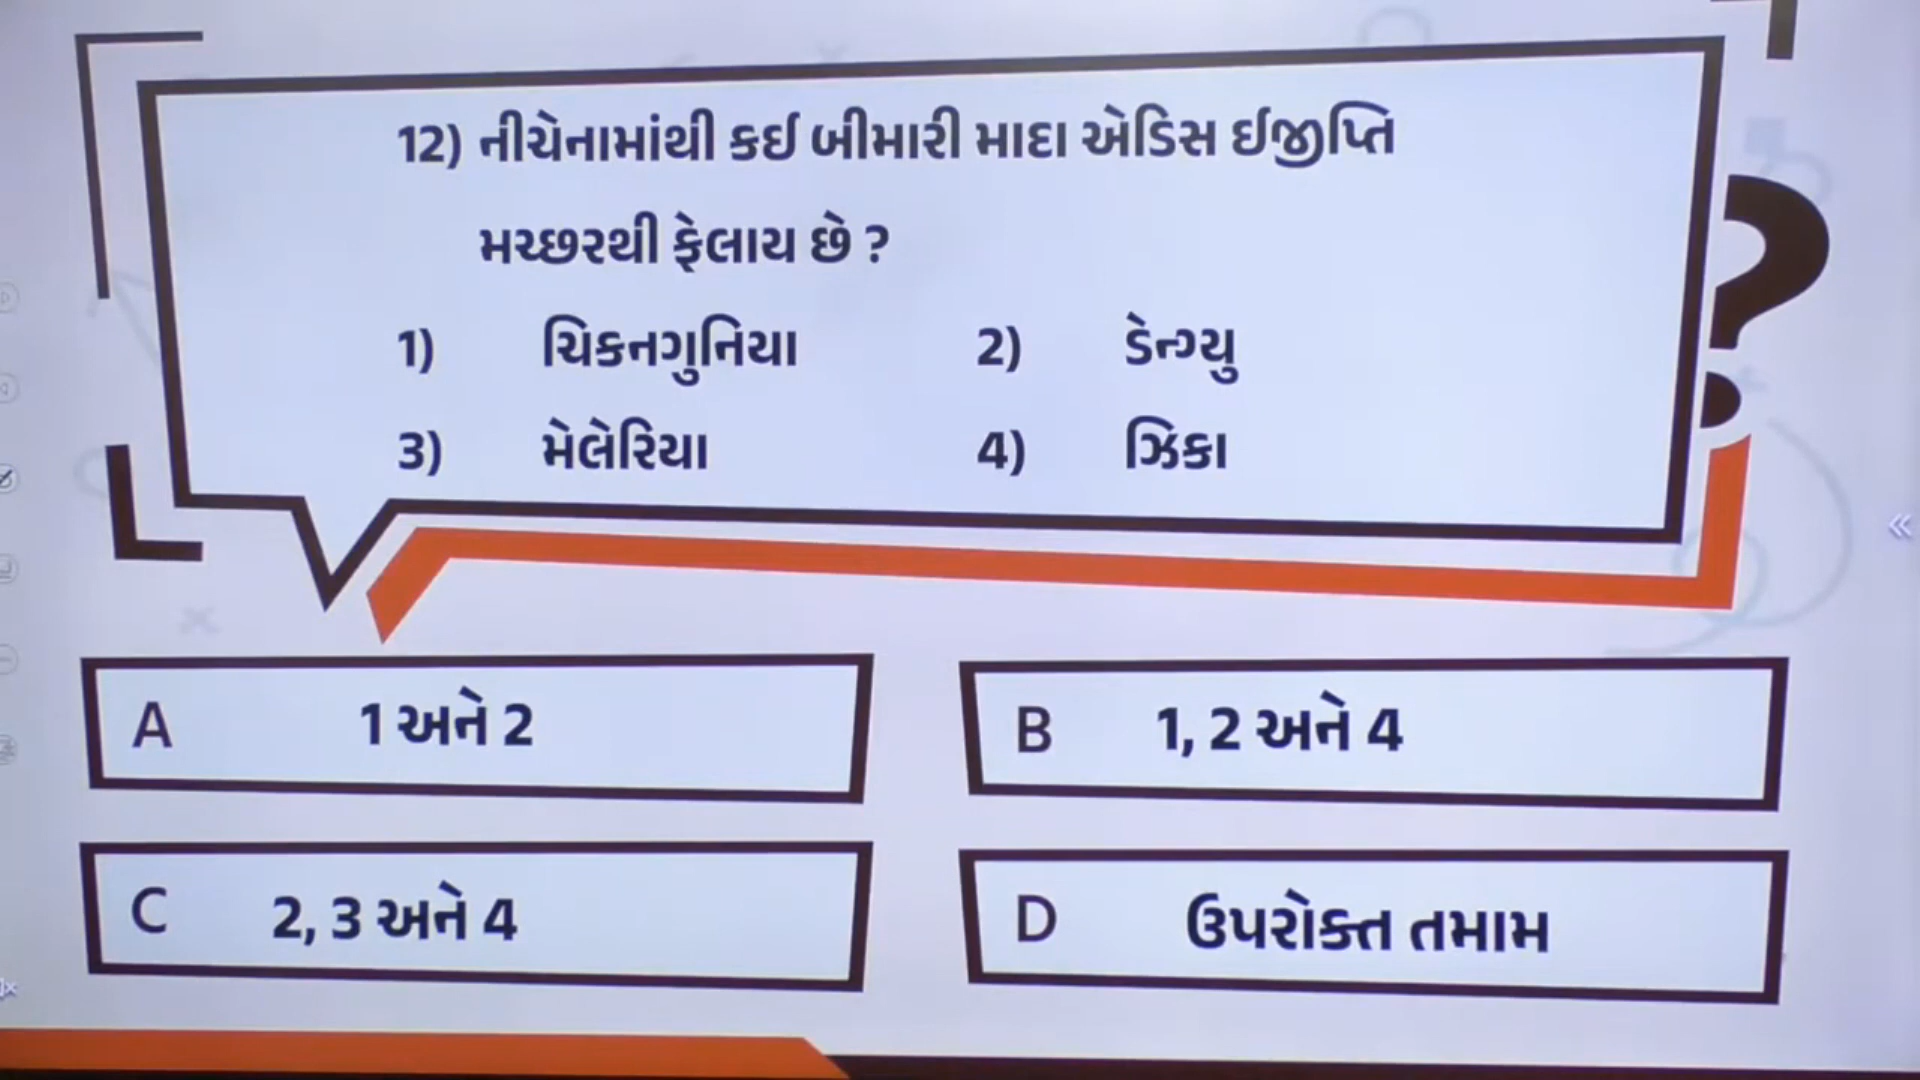 12) નીચેનામાંથી કઈ બીમારી માદા એડિસ ઈજીપ્તિ
મચ્છરથી ફેલાય છે ?
1) ચિકનગુનિયા 2) ડેન્ગ્યુ
3) મેલેરિયા 4) ઝિકા
A 1 અને 2
B 1, 2 અને 4
C 2, 3 અને 4
D ઉપરોક્ત તમામ